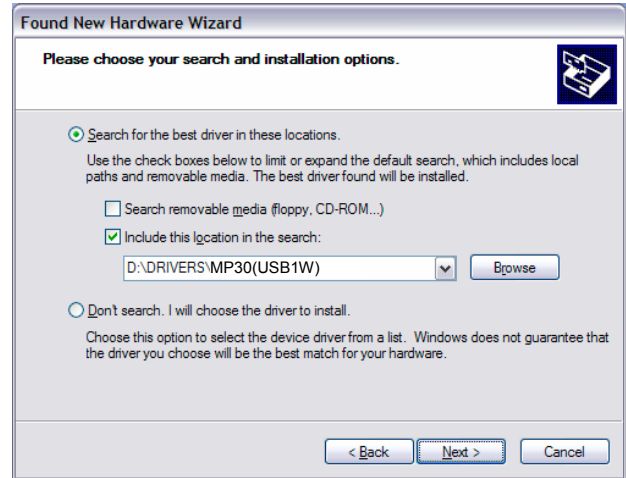 Found New Hardware Wizard
Please choose your search and installation options.
Search for the best driver in these locations.
Use the check boxes below to limit or expand the default search, which includes local
paths and removable media. The best driver found will be installed.
Search removable media (floppy, CD-ROM...)
Include this location in the search:
D:\DRIVERS\MP30(USB1W)
Browse
Don't search. I will choose the driver to install.
Choose this option to select the device driver from a list. Windows does not guarantee that
the driver you choose will be the best match for your hardware.
< Back
Next >
Cancel